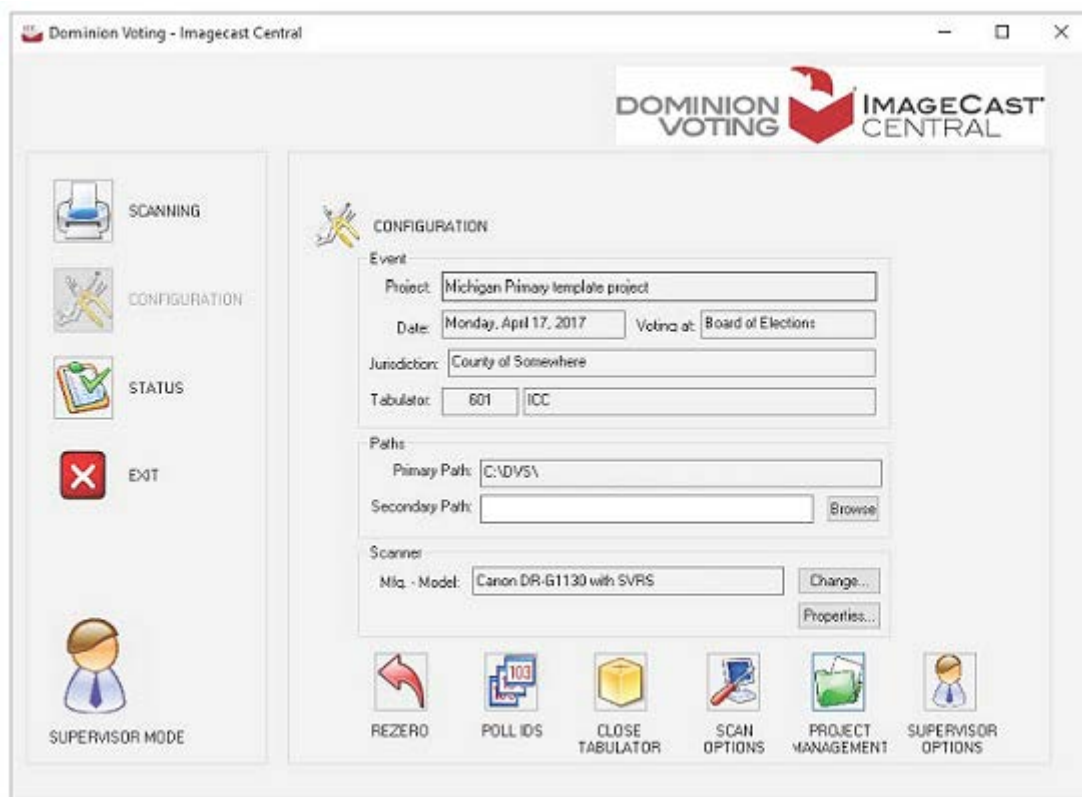 Dominion Voting - Imagecast Central
DOMINION VOTING
IMAGECAST CENTRAL
SCANNING
CONFIGURATION
STATUS
EXIT
SUPERVISOR MODE
CONFIGURATION
Event
Project: Michigan Primary template project
Date: Monday, April 17, 2017 Voting at: Board of Elections
Jurisdiction: County of Somewhere
Tabulator: 601 ICC
Paths
Primary Path: C:\DVS\
Secondary Path: Browse
Scanner
Mfg. - Model: Canon DR-G1130 with SVRS Change...
Properties...
103
REZERO
POLL IDS
CLOSE TABULATOR
SCAN OPTIONS
PROJECT MANAGEMENT
SUPERVISOR OPTIONS